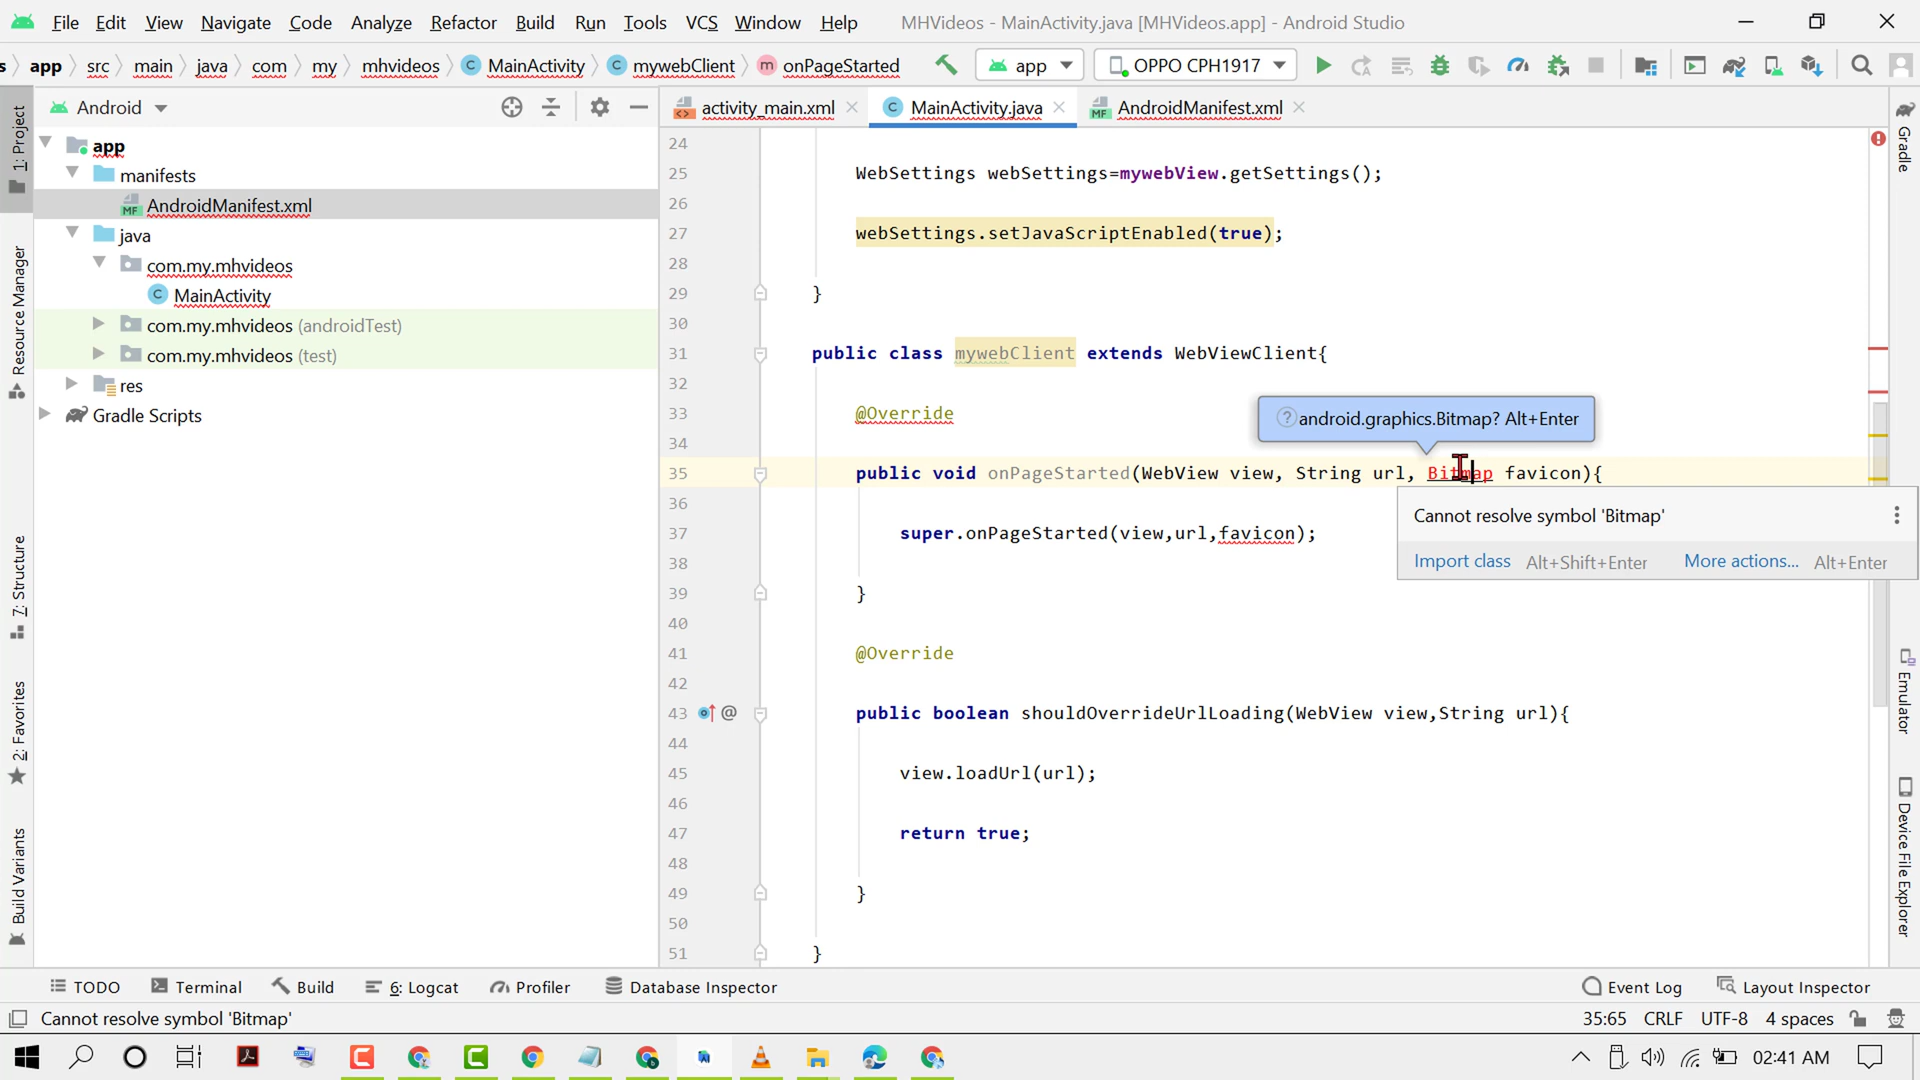 File Edit View Navigate Code Analyze Refactor Build Run Tools VCS Window Help MHVideos - MainActivity.java [MHVideos.app] - Android Studio
s app src main java com my mhvideos MainActivity mywebClient onPageStarted app OPPO CPH1917
Android
activity_main.xml MainActivity.java AndroidManifest.xml
1: Project
Resource Manager
7: Structure
2: Favorites
Build Variants
app
manifests
AndroidManifest.xml
java
com.my.mhvideos
MainActivity
com.my.mhvideos (androidTest)
com.my.mhvideos (test)
res
Gradle Scripts
24
25 WebSettings webSettings=mywebView.getSettings();
26
27 webSettings.setJavaScriptEnabled(true);
28
29 }
30
31 public class mywebClient extends WebViewClient{
32
33 @Override
android.graphics.Bitmap? Alt+Enter
34
35 public void onPageStarted(WebView view, String url, Bitmap favicon){
36
Cannot resolve symbol 'Bitmap'
37 super.onPageStarted(view,url,favicon);
Import class Alt+Shift+Enter More actions... Alt+Enter
38
39 }
40
41 @Override
42
43 public boolean shouldOverrideUrlLoading(WebView view,String url){
44
45 view.loadUrl(url);
46
47 return true;
48
49 }
50
51 }
Gradle
Emulator
Device File Explorer
TODO Terminal Build 6: Logcat Profiler Database Inspector Event Log Layout Inspector
Cannot resolve symbol 'Bitmap' 35:65 CRLF UTF-8 4 spaces
02:41 AM